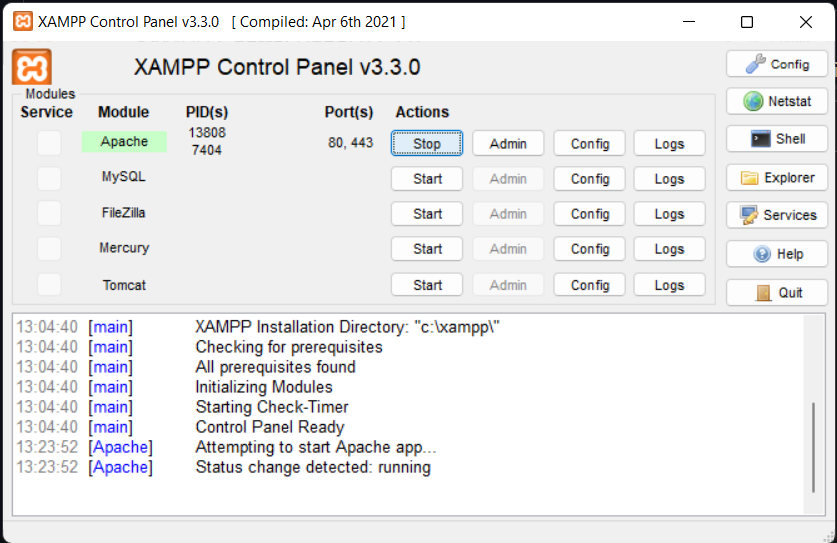 XAMPP Control Panel v3.3.0 [ Compiled: Apr 6th 2021 ]
XAMPP Control Panel v3.3.0
Config
Modules
Service Module PID(s) Port(s) Actions
Netstat
Apache 13808 7404 80, 443 Stop Admin Config Logs
Shell
MySQL Start Admin Config Logs
Explorer
FileZilla Start Admin Config Logs
Services
Mercury Start Admin Config Logs
Help
Tomcat Start Admin Config Logs
Quit
13:04:40 [main] XAMPP Installation Directory: "c:\xampp\"
13:04:40 [main] Checking for prerequisites
13:04:40 [main] All prerequisites found
13:04:40 [main] Initializing Modules
13:04:40 [main] Starting Check-Timer
13:04:40 [main] Control Panel Ready
13:23:52 [Apache] Attempting to start Apache app...
13:23:52 [Apache] Status change detected: running